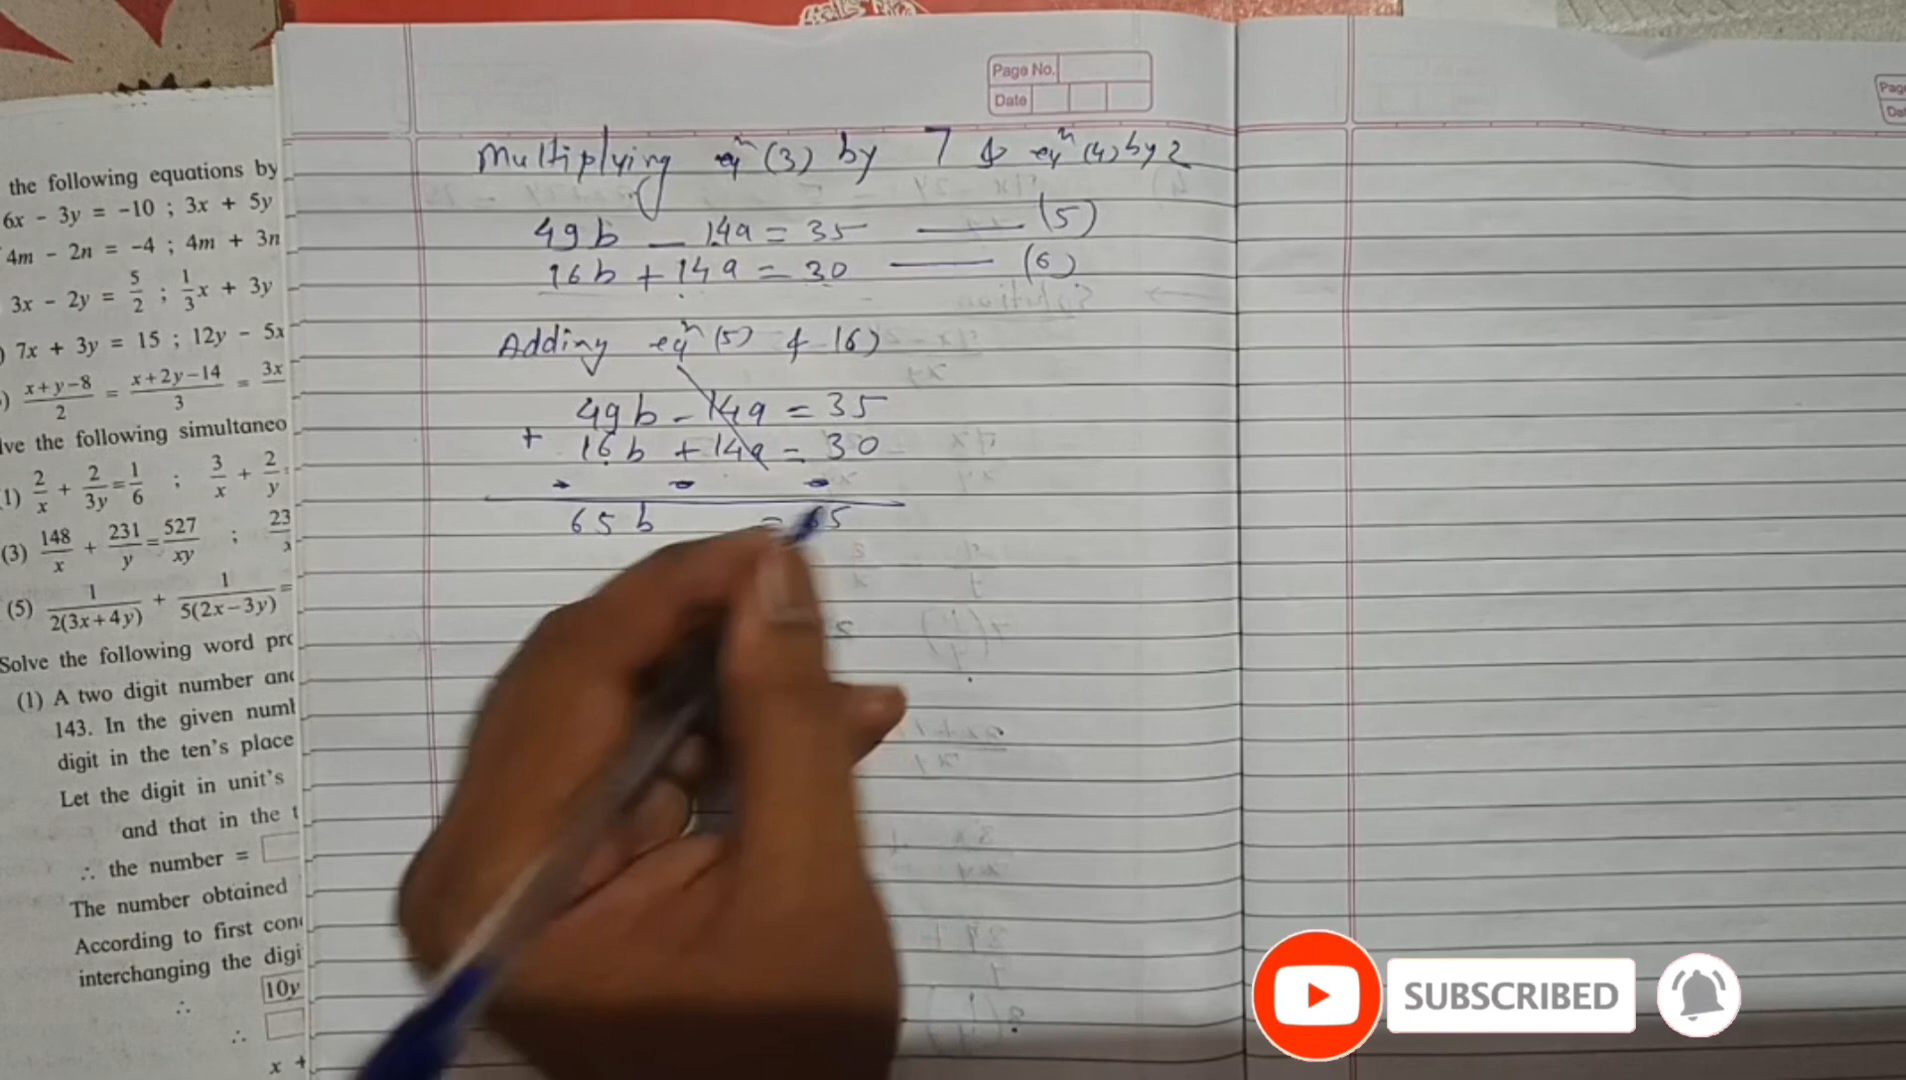 the following equations by
6x - 3y = -10 ; 3x + 5y
4m - 2n = -4 ; 4m + 3n
3x - 2y = 5/2 ; 1/3 x + 3y
) 7x + 3y = 15 ; 12y - 5x
) x+y-8/2 = x+2y-14/3 = 3x
lve the following simultaneo
1) 2/x + 2/3y = 1/6 ; 3/x + 2/y
(3) 148/x + 231/y = 527/xy ; 23
(5) 1/2(3x+4y) + 1/5(2x-3y) =
Solve the following word pro
(1) A two digit number and
143. In the given numb
digit in the ten's place
Let the digit in unit's
and that in the t
∴ the number =
The number obtained
According to first con
interchanging the digi
∴ 10y
∴
x +
Page No.
Date
Multiplying eqⁿ (3) by 7 & eqⁿ (4) by 2
49b - 14a = 35 —— (5)
16b + 14a = 30 —— (6)
Adding eqⁿ (5) & (6)
49b - 14a = 35
+ 16b + 14a = 30
65b = 65
Pag
Da
SUBSCRIBED